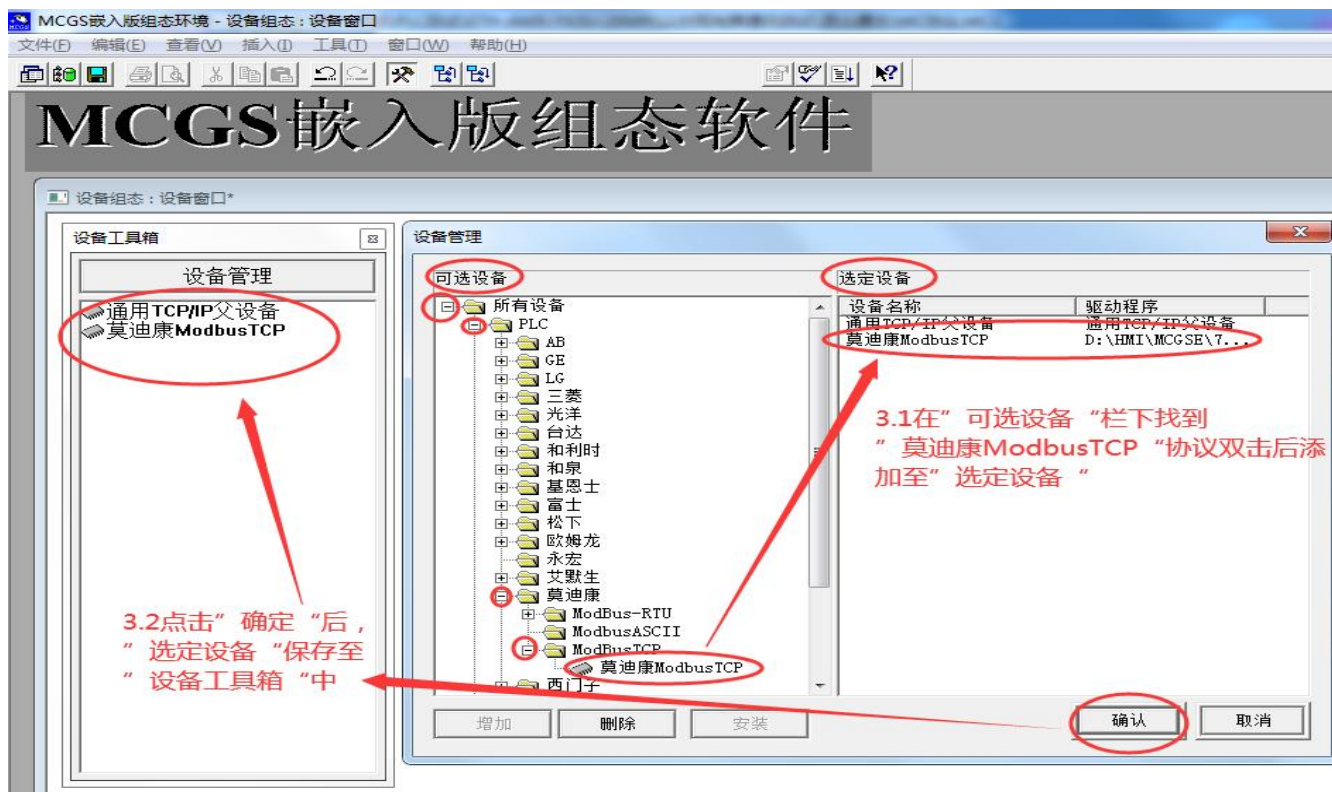 MCGS嵌入版组态环境 - 设备组态：设备窗口
文件(F) 编辑(E) 查看(V) 插入(I) 工具(T) 窗口(W) 帮助(H)
MCGS嵌入版组态软件
设备组态：设备窗口*
设备工具箱
设备管理
通用TCP/IP父设备
莫迪康ModbusTCP
3.2点击”确定“后，
”选定设备“保存至
”设备工具箱“中
设备管理
可选设备
所有设备
PLC
AB
GE
LG
三菱
光洋
台达
和利时
和泉
基恩士
富士
松下
欧姆龙
永宏
艾默生
莫迪康
ModBus-RTU
ModbusASCII
ModbusTCP
莫迪康ModbusTCP
西门子
增加 删除 安装
选定设备
设备名称 驱动程序
通用TCP/IP父设备 通用TCP/IP父设备
莫迪康ModbusTCP D:\HMI\MCGSE\7...
3.1在”可选设备“栏下找到
”莫迪康ModbusTCP“协议双击后添
加至”选定设备“
确认 取消